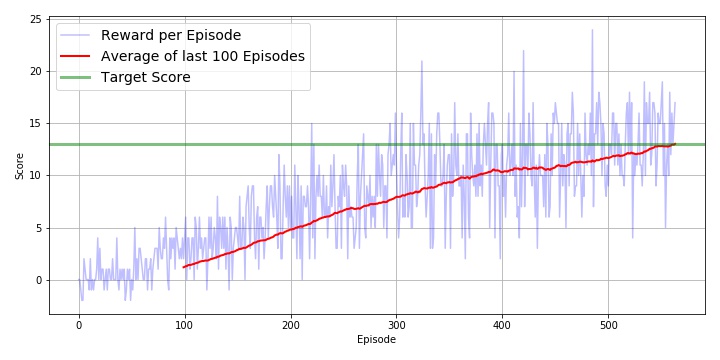 25
20
15
10
5
0
Score
Reward per Episode
Average of last 100 Episodes
Target Score
0 100 200 300 400 500
Episode